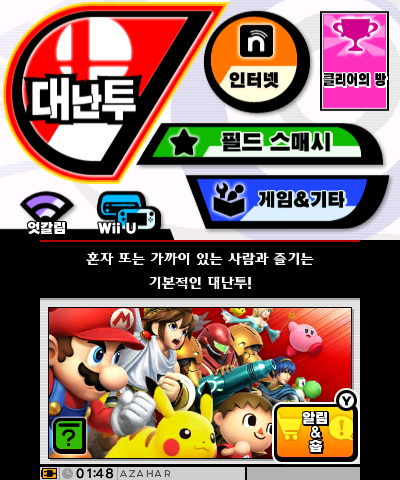 대난투
인터넷
클리어의 방
필드 스매시
게임&기타
엇갈림
Wii U
혼자 또는 가까이 있는 사람과 즐기는
기본적인 대난투!
?
Y
알림
&
숍
01:48 AZAHAR